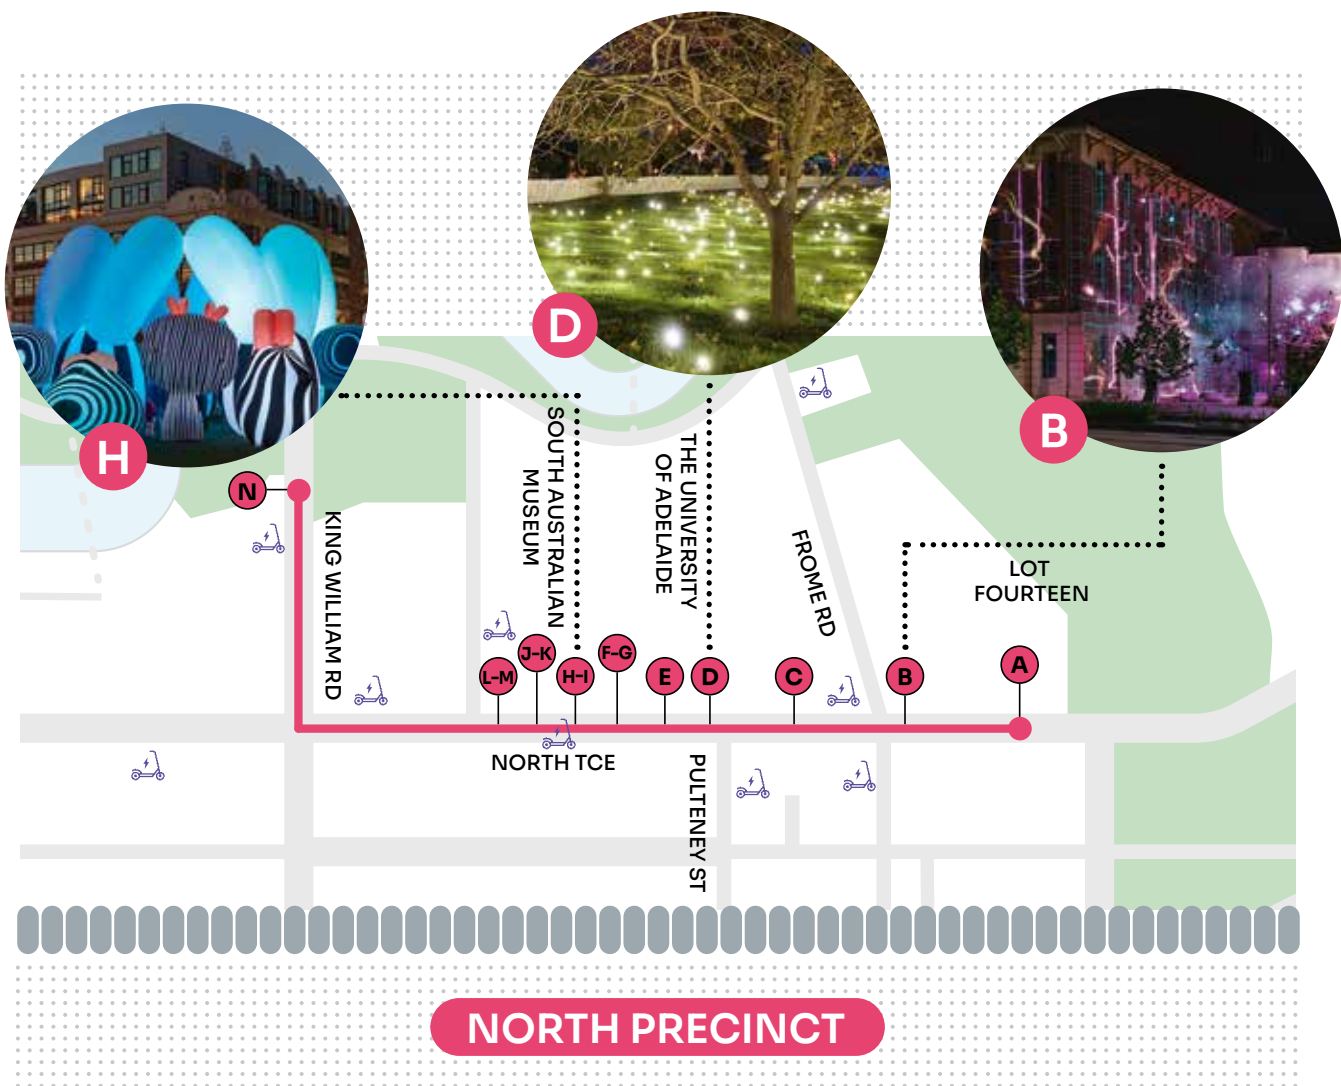 D
H
B
N
SOUTH AUSTRALIAN
MUSEUM
THE UNIVERSITY
OF ADELAIDE
KING WILLIAM RD
FROME RD
LOT
FOURTEEN
L-M
J-K
H-I
F-G
E
D
C
B
A
NORTH TCE
PULTENEY ST
NORTH PRECINCT